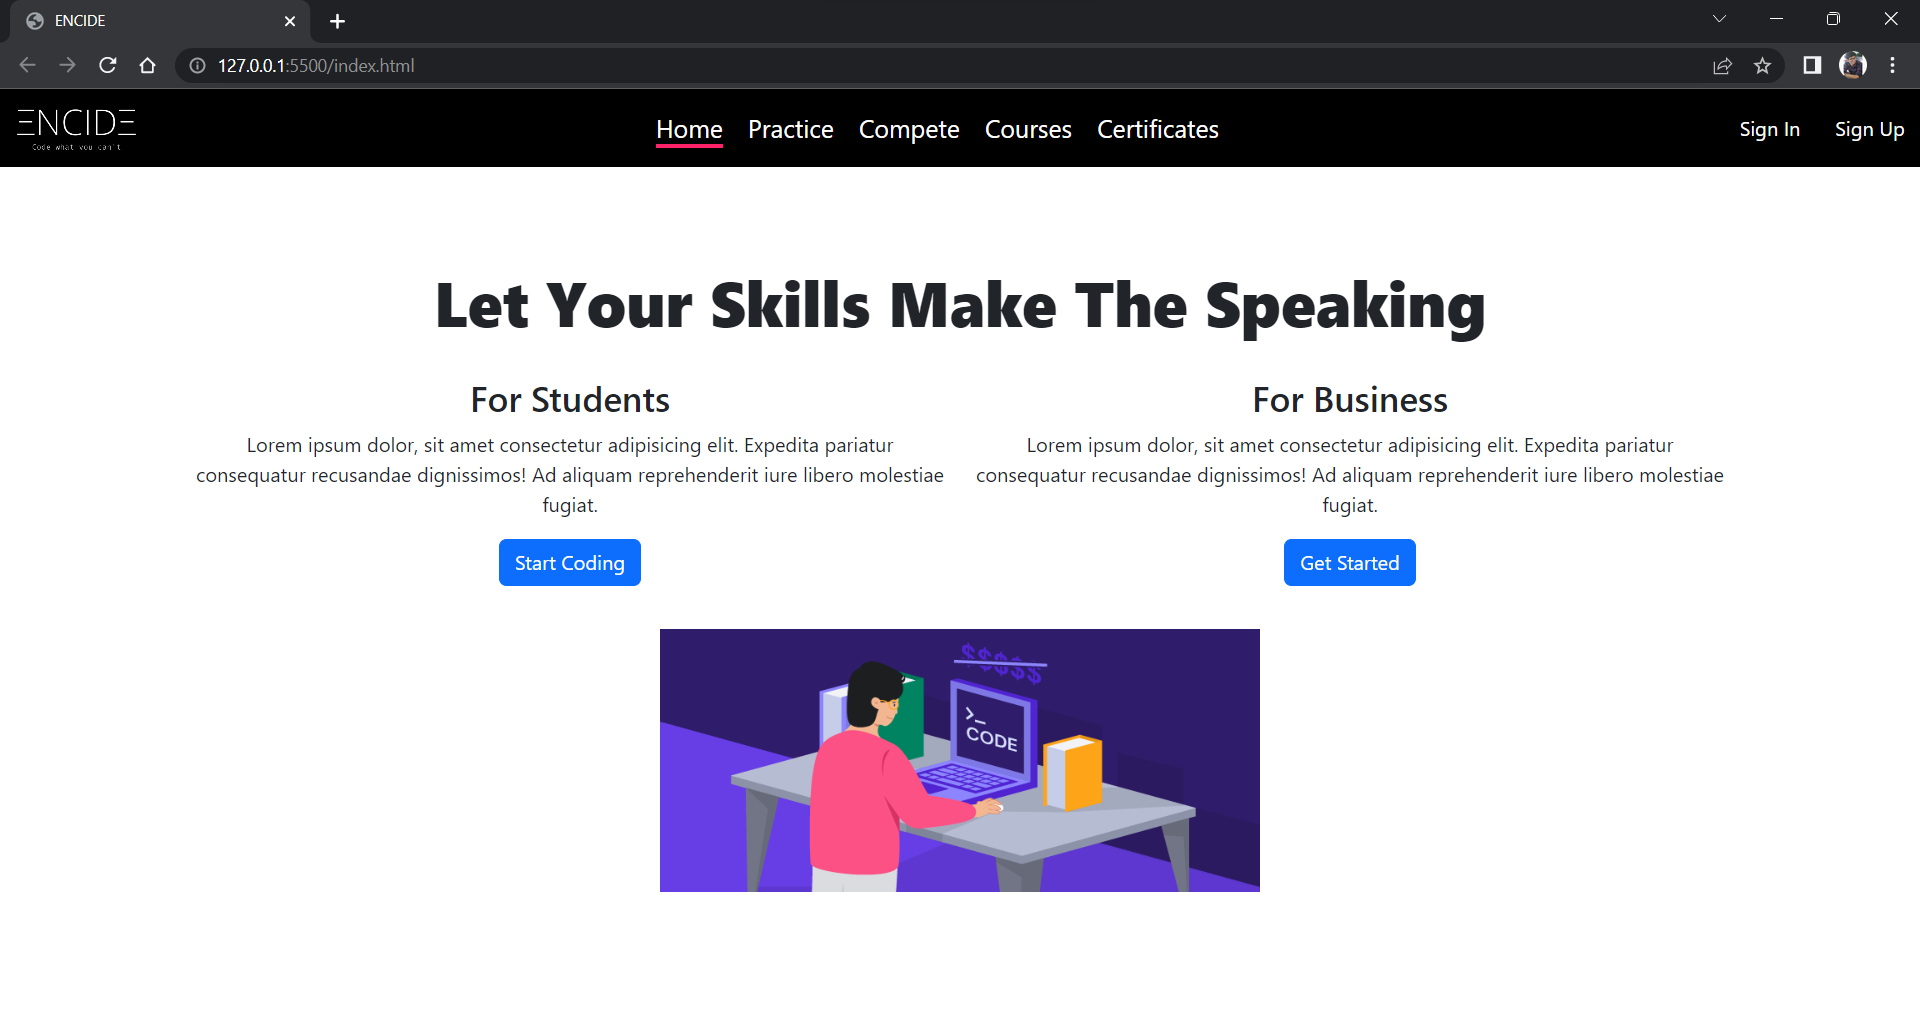 ENCIDE
127.0.0.1:5500/index.html
ENCIDE
Code what you can't
Home Practice Compete Courses Certificates
Sign In Sign Up
Let Your Skills Make The Speaking
For Students
Lorem ipsum dolor, sit amet consectetur adipisicing elit. Expedita pariatur
consequatur recusandae dignissimos! Ad aliquam reprehenderit iure libero molestiae
fugiat.
Start Coding
For Business
Lorem ipsum dolor, sit amet consectetur adipisicing elit. Expedita pariatur
consequatur recusandae dignissimos! Ad aliquam reprehenderit iure libero molestiae
fugiat.
Get Started
$$$$$
>_
CODE